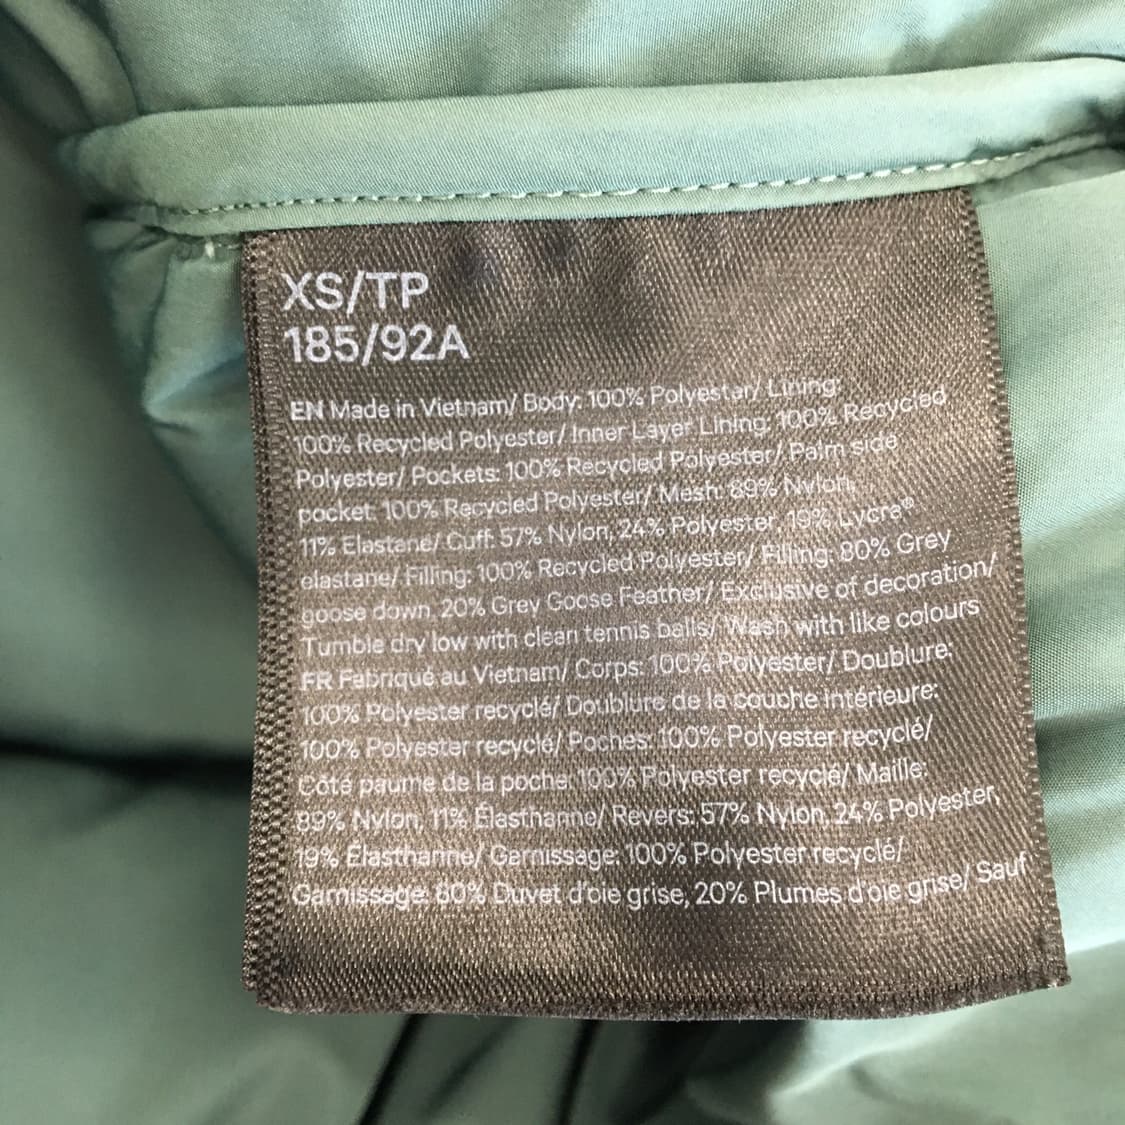 XS/TP
185/92A
EN Made in Vietnam/ Body: 100% Polyester/ Lining:
100% Recycled Polyester/ Inner Layer Lining: 100% Recycled
Polyester/ Pockets: 100% Recycled Polyester/ Palm side
pocket: 100% Recycled Polyester/ Mesh: 89% Nylon,
11% Elastane/ Cuff: 57% Nylon, 24% Polyester, 19% Lycra®
elastane/ Filling: 100% Recycled Polyester/ Filling: 80% Grey
goose down, 20% Grey Goose Feather/ Exclusive of decoration/
Tumble dry low with clean tennis balls/ Wash with like colours
FR Fabriqué au Vietnam/ Corps: 100% Polyester/ Doublure:
100% Polyester recyclé/ Doublure de la couche intérieure:
100% Polyester recyclé/ Poches: 100% Polyester recyclé/
Côté paume de la poche: 100% Polyester recyclé/ Maille:
89% Nylon, 11% Élasthanne/ Revers: 57% Nylon, 24% Polyester,
19% Élasthanne/ Garnissage: 100% Polyester recyclé/
Garnissage: 80% Duvet d'oie grise, 20% Plumes d'oie grise/ Sauf